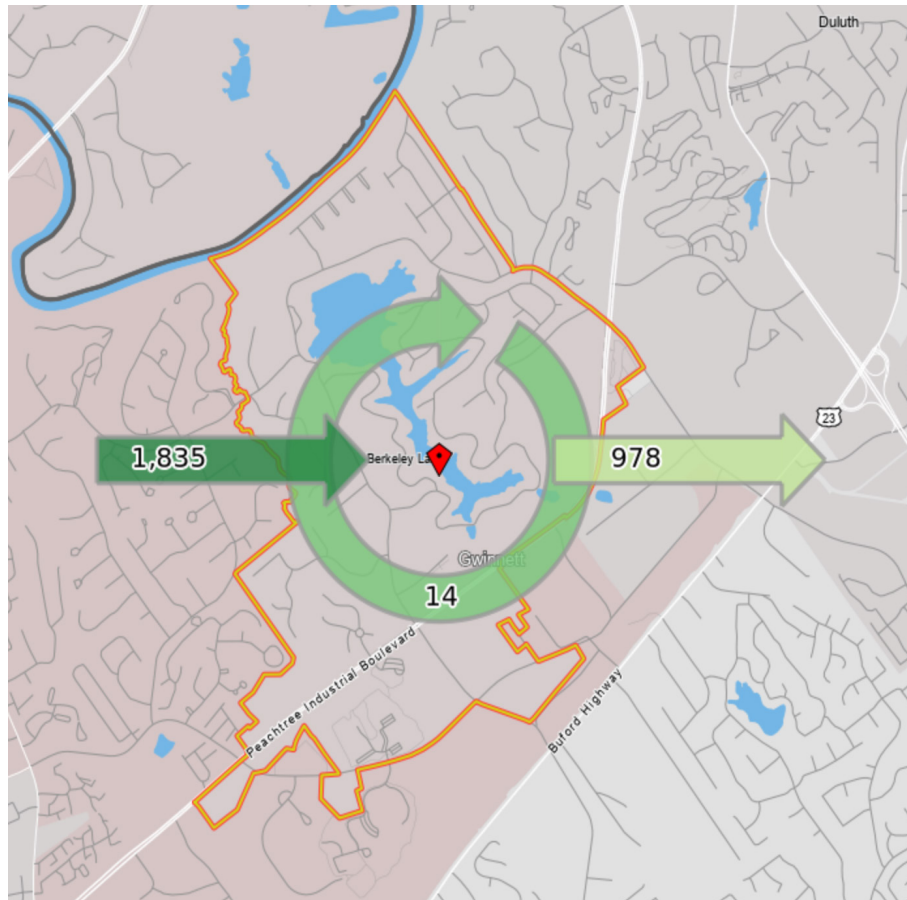 Duluth
23
1,835
Berkeley La
978
Gwinnett
14
Peachtree Industrial Boulevard
Buford Highway